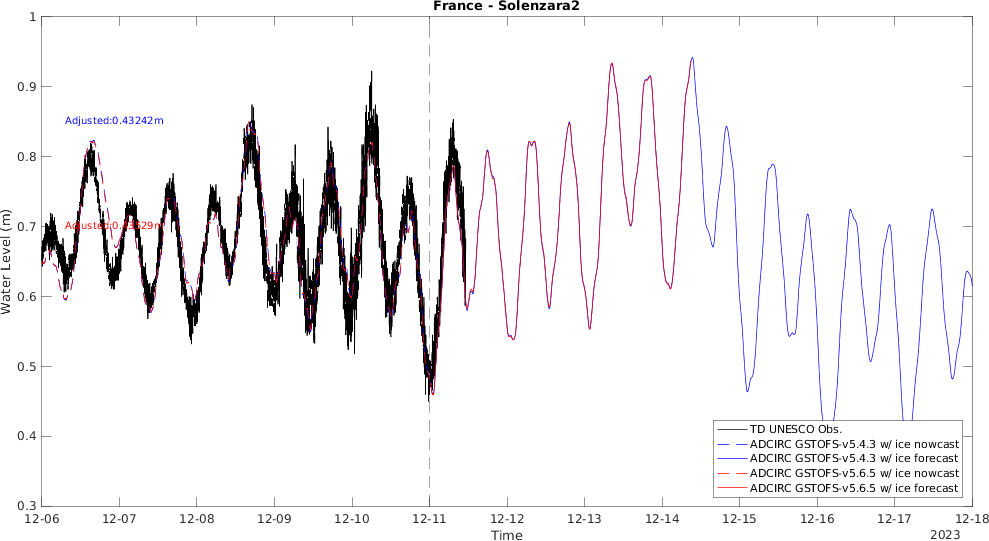 France - Solenzara2
Water Level (m)
1
0.9
0.8
0.7
0.6
0.5
0.4
0.3
Adjusted:0.43242m
12-06
12-07
12-08
12-09
12-10
12-11
12-12
12-13
12-14
12-15
12-16
12-17
12-18
Time
2023
TD UNESCO Obs.
ADCIRC GSTOFS-v5.4.3 w/ ice nowcast
ADCIRC GSTOFS-v5.4.3 w/ ice forecast
ADCIRC GSTOFS-v5.6.5 w/ ice nowcast
ADCIRC GSTOFS-v5.6.5 w/ ice forecast